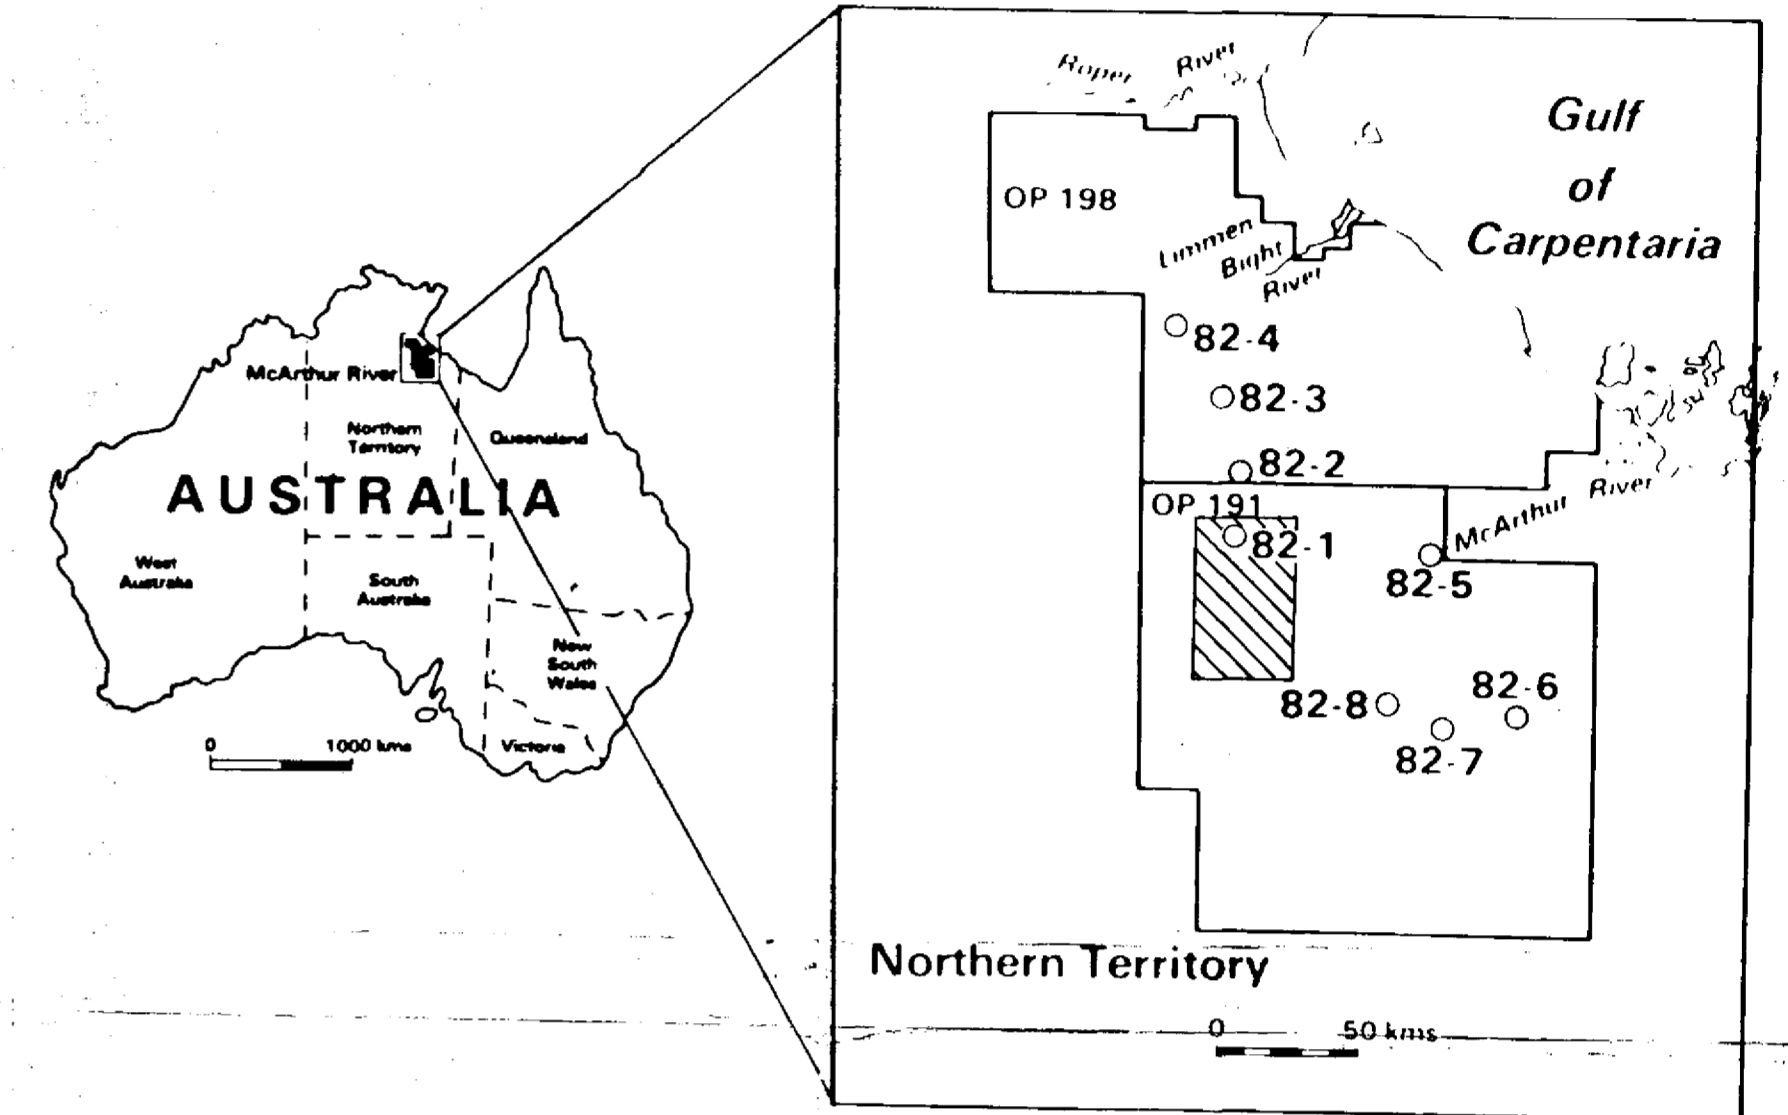 McArthur River
Northern
Territory
Queensland
AUSTRALIA
West
Australia
South
Australia
New
South
Wales
Victoria
0 1000 kms
Roper River
Gulf
of
Carpentaria
OP 198
Limmen
Bight
River
82-4
82-3
82-2
OP 191
82-1
McArthur River
82-5
82-6
82-8
82-7
Northern Territory
0 50 kms